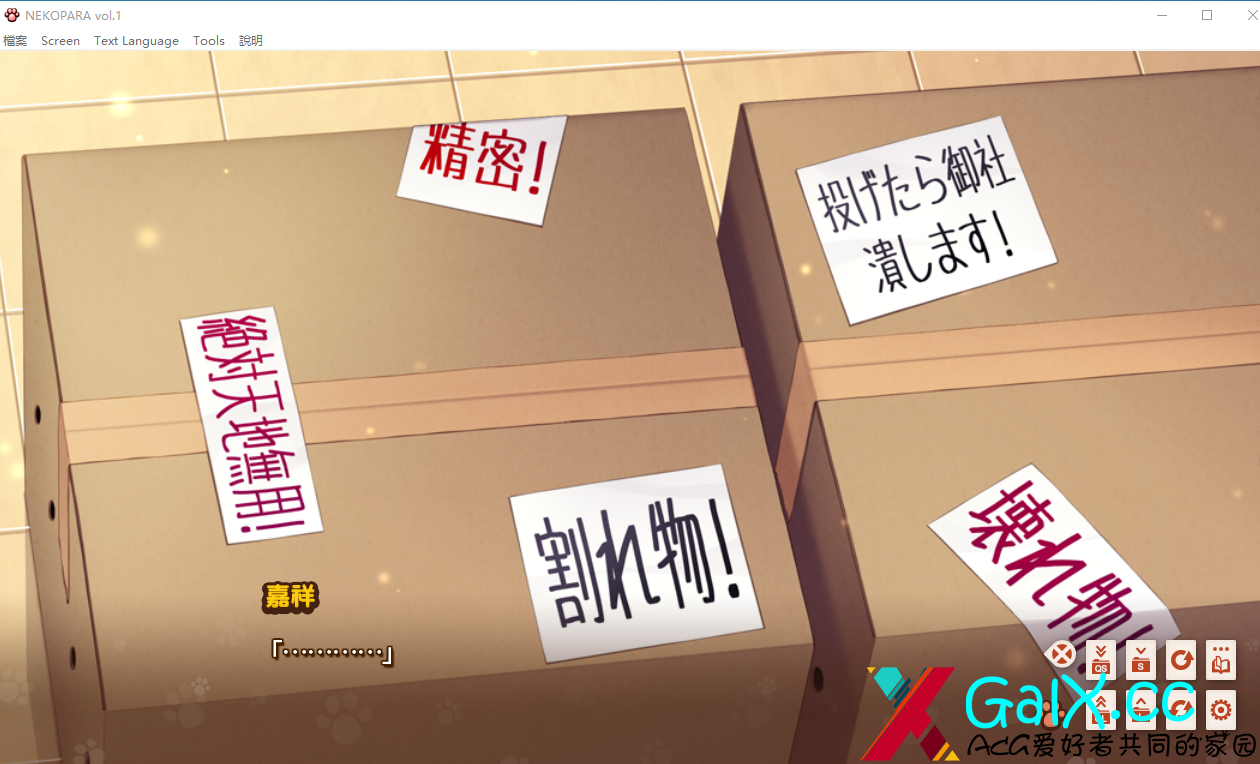 NEKOPARA vol.1
檔案 Screen Text Language Tools 說明
精密!
投げたら御社
潰します!
絶対天地無用!
割れ物!
壊れ物!
嘉祥
「…………」
QS
S
GalX.cc
ACG爱好者共同的家园